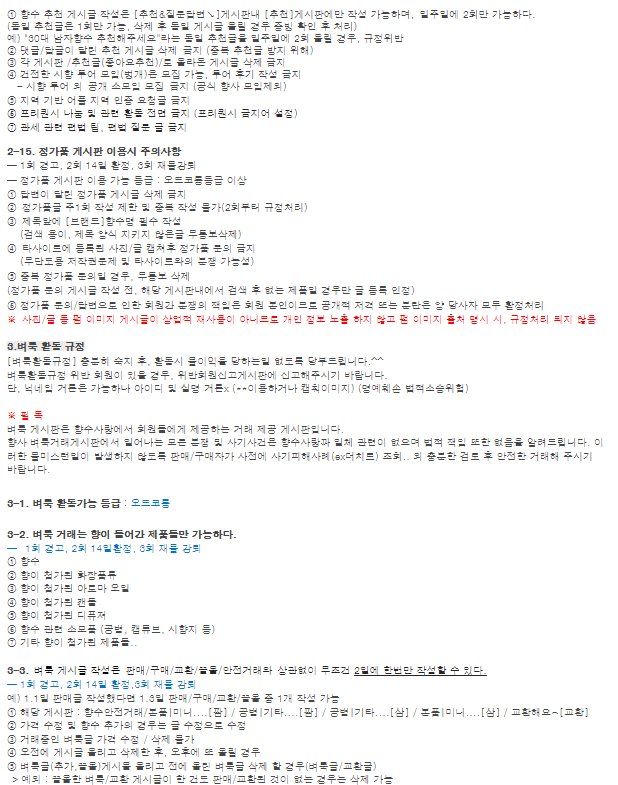 ① 향수 추천 게시글 작성은 [추천&질문답변↘]게시판내 [추천]게시판에만 작성 가능하며, 일주일에 2회만 가능하다.
(동일 추천글은 1회만 가능, 삭제 후 동일 게시글 올릴 경우 증빙 확인 후 처리)
예) "30대 남자향수 추천해주세요"라는 동일 추천글을 일주일에 2회 올릴 경우, 규정위반
② 댓글/답글이 달린 추천 게시글 삭제 금지 (중복 추천글 방지 위해)
③ 각 게시판 /추천글(좋아요추천)/로 올라온 게시글 삭제 금지
④ 건전한 시향 투어 모임(벙개)은 모집 가능, 투어 후기 작성 금지
- 시향 투어 외 공개 소모임 모집 금지 (공식 향사 모임제외)
⑤ 지역 기반 어플 지역 인증 요청글 금지
⑥ 프리퀀시 나눔 및 관련 활동 전면 금지 (프리퀀시 금지어 설정)
⑦ 관세 관련 편법 팁, 편법 질문 글 금지
2-15. 정가품 게시판 이용시 주의사항
─ 1회 경고, 2회 14일 활정, 3회 재물강퇴
─ 정가품 게시판 이용 가능 등급 : 오드코롱등급 이상
① 답변이 달린 정가품 게시글 삭제 금지
② 정가품글 주1회 작성 제한 및 중복 작성 불가(2회부터 규정처리)
③ 제목앞에 [브랜드]향수명 필수 작성
(검색 용이, 제목 양식 지키지 않은글 무통보삭제)
④ 타사이트에 등록된 사진/글 캡쳐후 정가품 문의 금지
(무단도용 저작권문제 및 타사이트와의 분쟁 가능성)
⑤ 중복 정가품 문의일 경우, 무통보 삭제
(정가품 문의 게시글 작성 전, 해당 게시판내에서 검색 후 없는 제품일 경우만 글 등록 인정)
⑥ 정가품 문의/답변으로 인한 회원간 분쟁의 책임은 회원 본인이므로 공개적 저격 또는 분란은 양 당사자 모두 활정처리
※ 사진/글 등 펌 이미지 게시글이 상업적 재사용이 아니므로 개인 정보 노출 하지 않고 펌 이미지 출처 명시 시, 규정처리 되지 않음
3.벼룩 활동 규정
[벼룩활동규정] 충분히 숙지 후, 활동시 불이익을 당하는일 없도록 당부드립니다.^^
벼룩활동규정 위반 회원이 있을 경우, 위반회원신고게시판에 신고해주시기 바랍니다.
단, 닉네임 거론은 가능하나 아이디 및 실명 거론x (**이용하거나 캡춰이미지) (명예훼손 법적소송위험)
※ 필 독
벼룩 게시판은 향수사랑에서 회원들에게 제공하는 거래 제공 게시판입니다.
향사 벼룩거래게시판에서 일어나는 모든 분쟁 및 사기사건은 향수사랑과 일체 관련이 없으며 법적 책임 또한 없음을 알려드립니다. 이
러한 불미스런일이 발생하지 않도록 판매/구매자가 사전에 사기피해사례(ex더치트) 조회.. 의 충분한 검토 후 안전한 거래해 주시기
바랍니다.
3-1. 벼룩 활동가능 등급 : 오드코롱
3-2. 벼룩 거래는 향이 들어간 제품들만 가능하다.
─ 1회 경고, 2회 14일활정, 3회 재물 강퇴
① 향수
② 향이 첨가된 화장품류
③ 향이 첨가된 아로마 오일
④ 향이 첨가된 캔들
⑤ 향이 첨가된 디퓨져
⑥ 향수 관련 소모품 (공병, 캡튜브, 시향지 등)
⑦ 기타 향이 첨가된 제품들..
3-3. 벼룩 게시글 작성은 판매/구매/교환/끌올/안전거래와 상관없이 무조건 2일에 한번만 작성할 수 있다.
─ 1회 경고, 2회 14일 활정,3회 재물 강퇴
예) 1.1일 판매글 작성했다면 1.3일 판매/구매/교환/끌올 중 1개 작성 가능
① 해당 게시판 : 향수안전거래/본품|미니....[팜] / 공병|기타....[팜] / 공병|기타....[삼] / 본품|미니....[삼] / 교환해요~[교환]
② 가격 수정 및 향수 추가의 경우는 글 수정으로 수정
③ 거래중인 벼룩글 가격 수정 / 삭제 불가
④ 오전에 게시글 올리고 삭제한 후, 오후에 또 올릴 경우
⑤ 벼룩글(추가,끌올)게시물 올리고 전에 올린 벼룩글 삭제 할 경우(벼룩글/교환글)
> 예외 : 끌올한 벼룩/교환 게시글이 한 건도 판매/교환된 것이 없는 경우는 삭제 가능